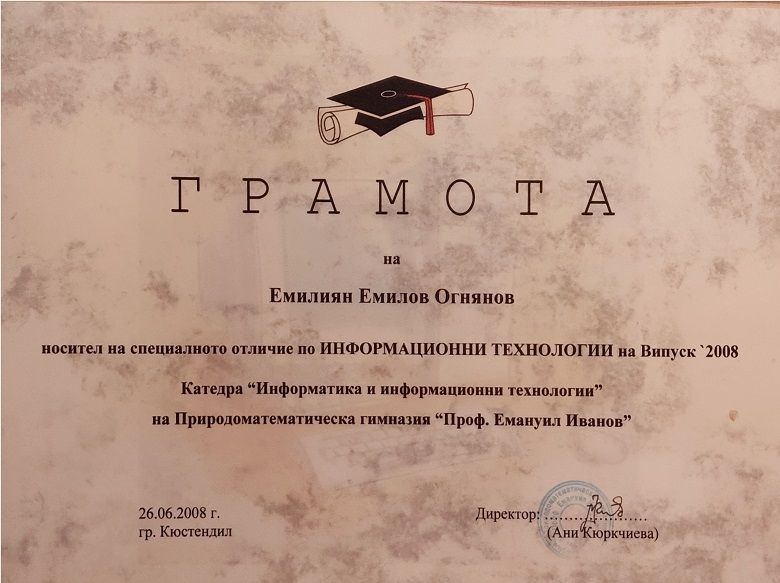 ГРАМОТА
на
Емилиян Емилов Огнянов
носител на специалното отличие по ИНФОРМАЦИОННИ ТЕХНОЛОГИИ на Випуск `2008
Катедра “Информатика и информационни технологии”
на Природоматематическа гимназия “Проф. Емануил Иванов”
26.06.2008 г.
гр. Кюстендил
Директор: ....................
(Ани Кюркчиева)